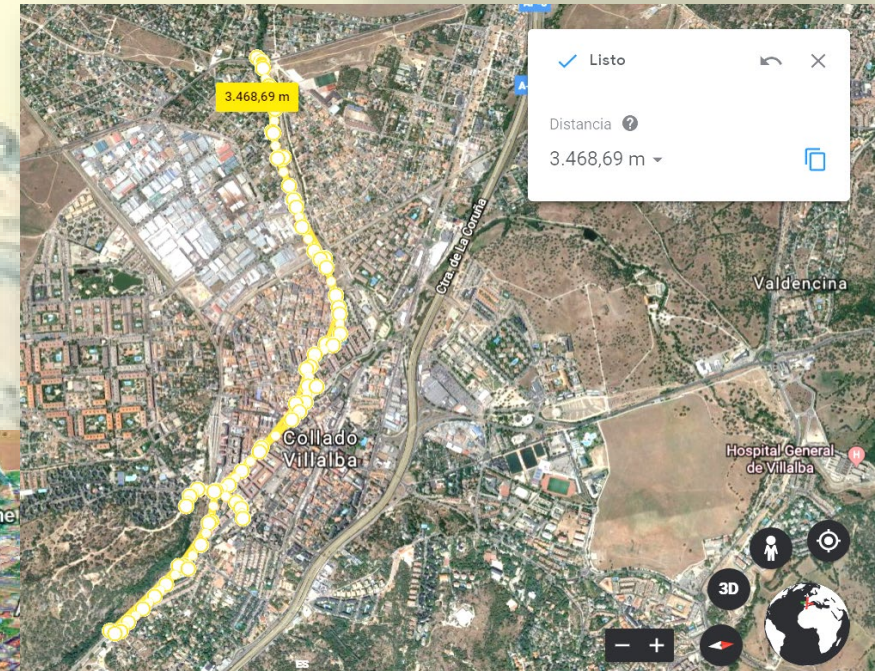 3.468,69 m
Listo
Distancia ?
3.468,69 m
A-
Ctra. de La Coruña
Valdencina
Collado
Villalba
Hospital General
de Villalba
H
3D
ES